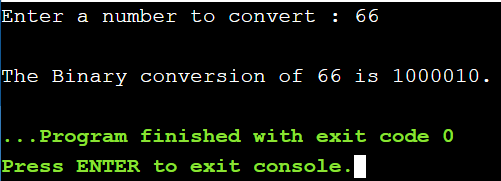 Enter a number to convert : 66
The Binary conversion of 66 is 1000010.
...Program finished with exit code 0
Press ENTER to exit console.